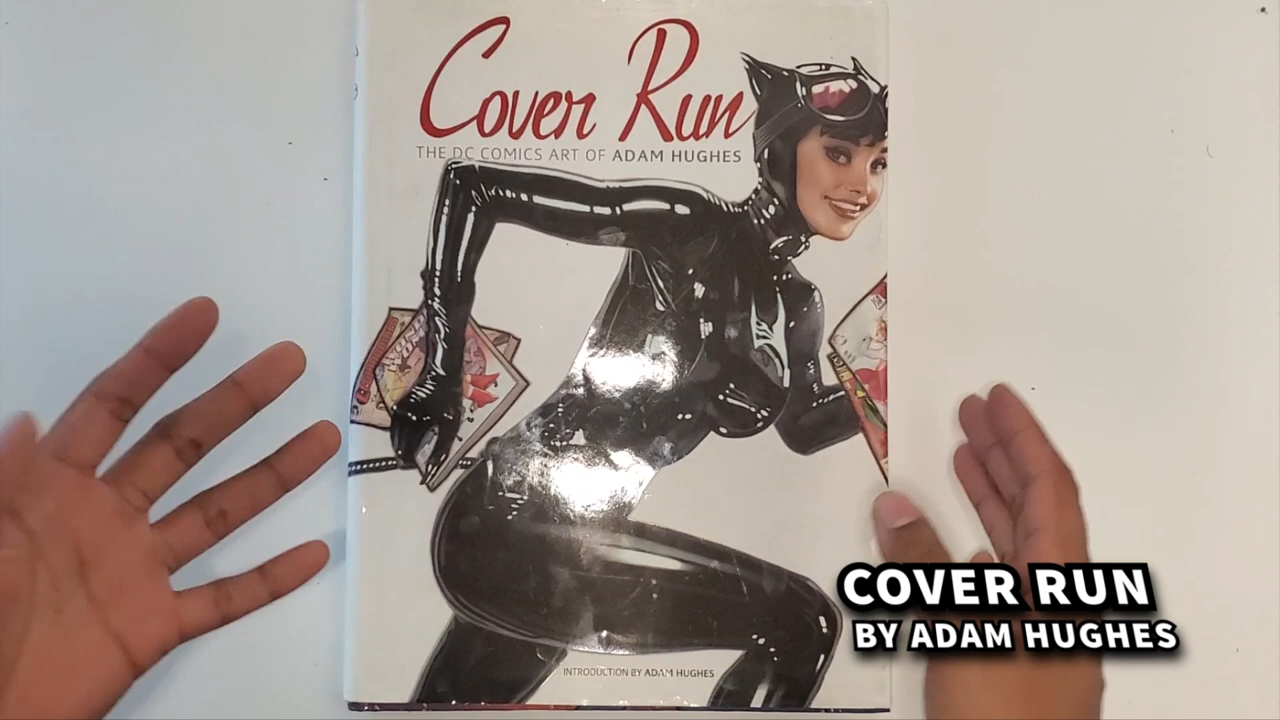 Cover Run
THE DC COMICS ART OF ADAM HUGHES
INTRODUCTION BY ADAM HUGHES
COVER RUN
BY ADAM HUGHES